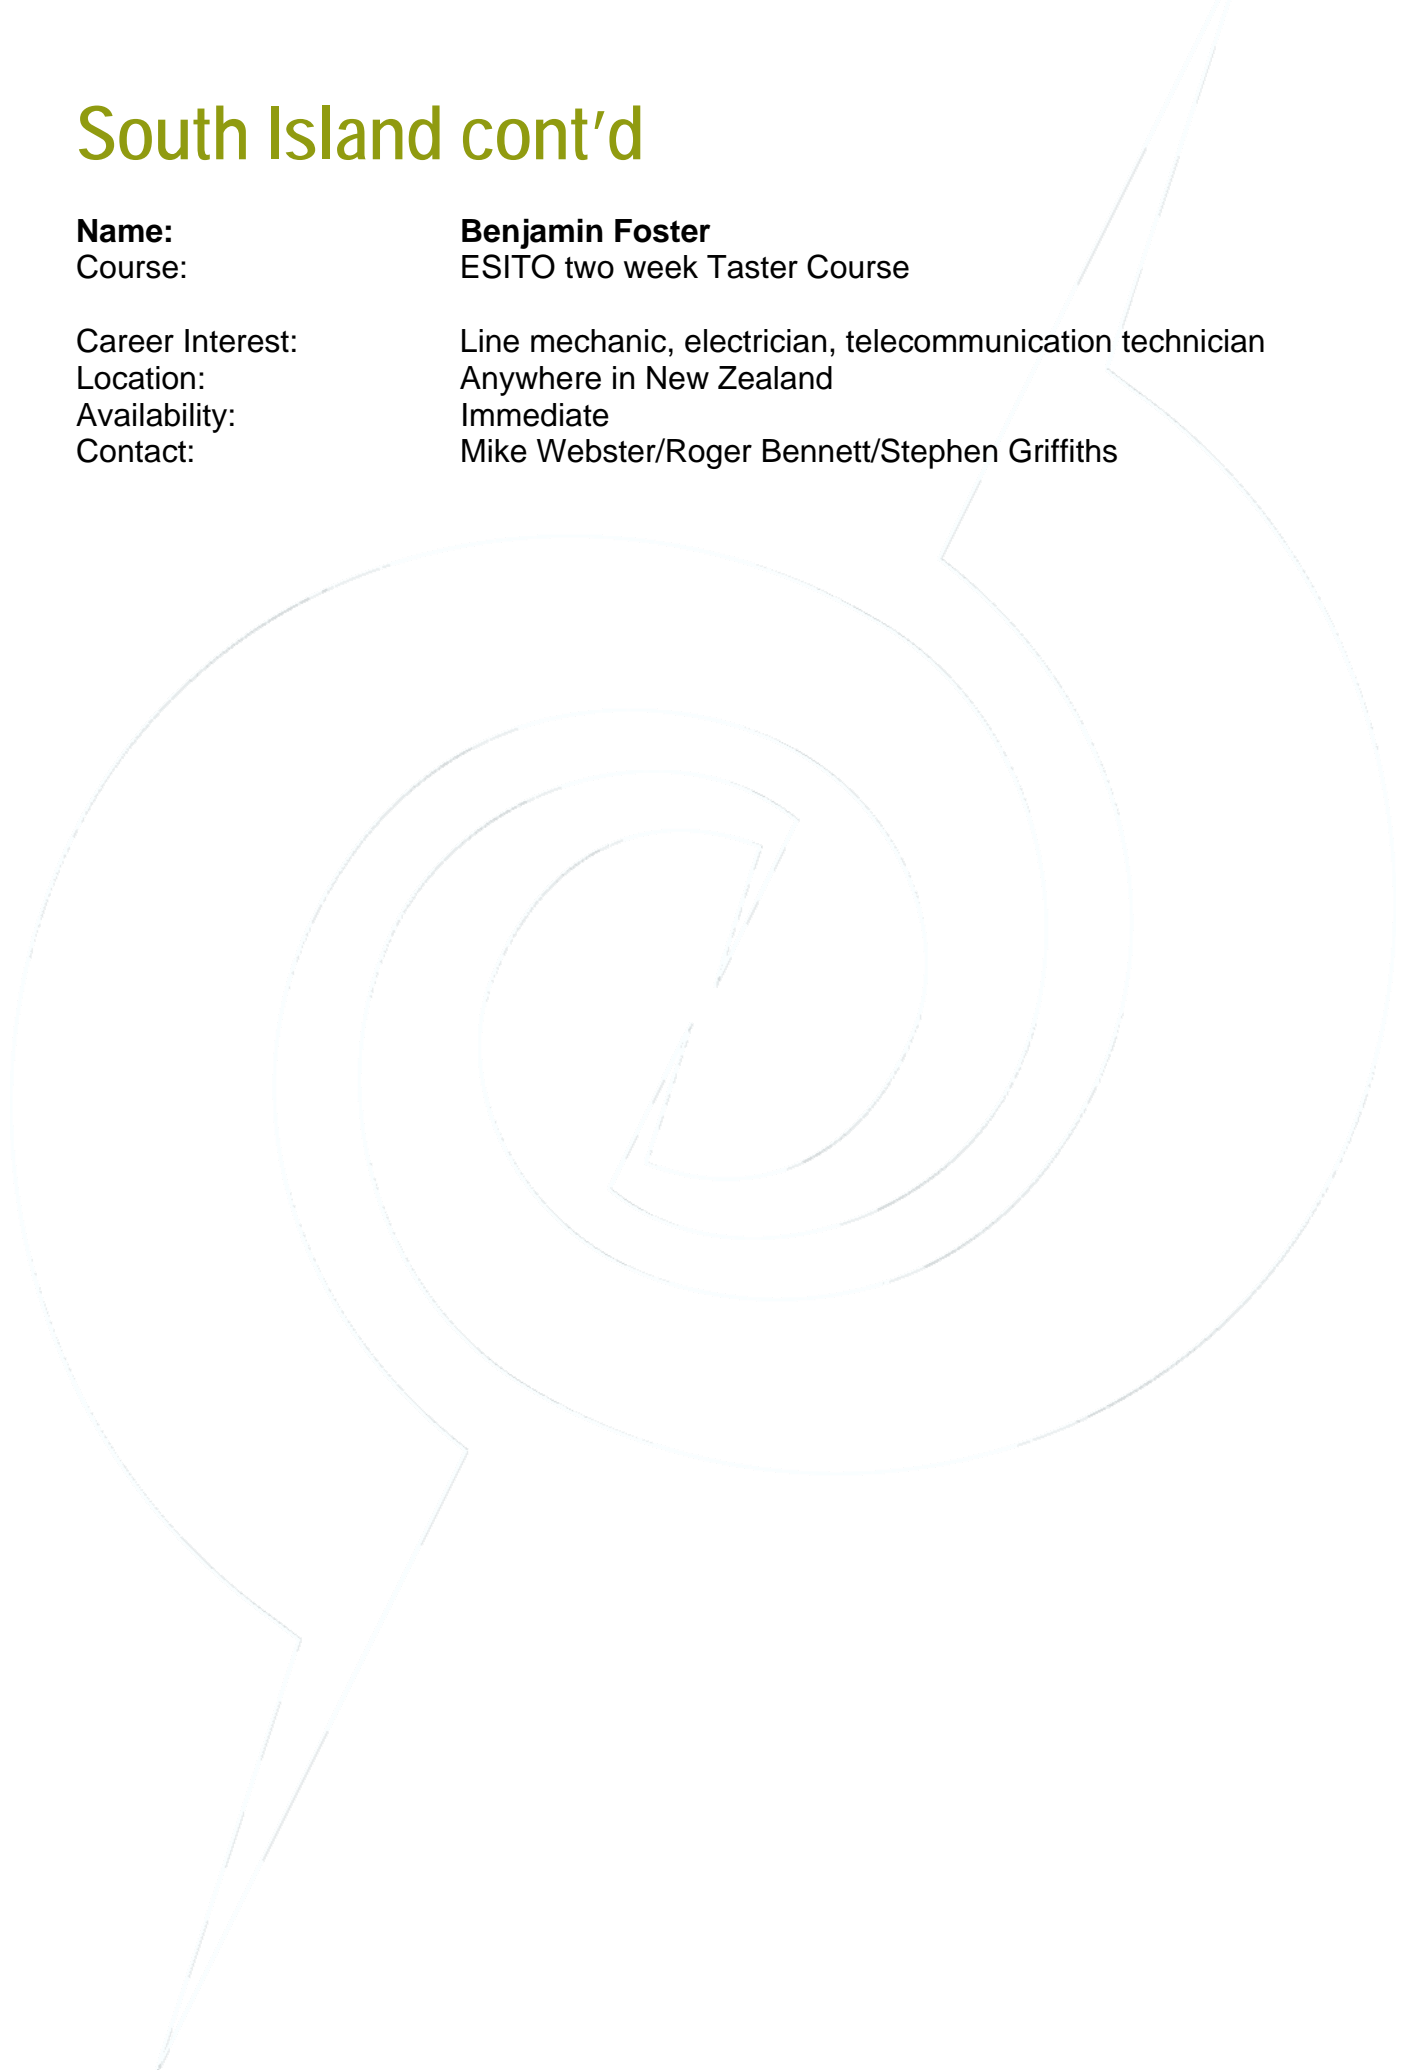 South Island cont'd
Name: Benjamin Foster
Course: ESITO two week Taster Course
Career Interest: Line mechanic, electrician, telecommunication technician
Location: Anywhere in New Zealand
Availability: Immediate
Contact: Mike Webster/Roger Bennett/Stephen Griffiths